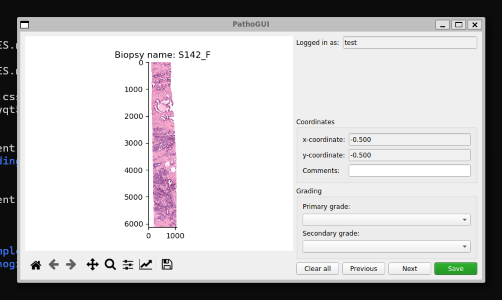 PathoGUI
Biopsy name: S142_F
0
1000
2000
3000
4000
5000
6000
0
1000
Logged in as:
test
Coordinates
x-coordinate:
-0.500
y-coordinate:
-0.500
Comments:
Grading
Primary grade:
Secondary grade:
Clear all
Previous
Next
Save